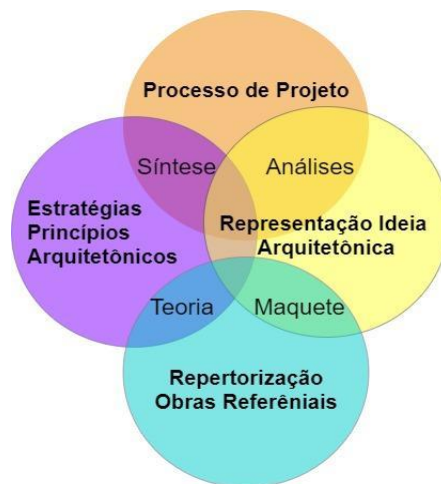 Processo de Projeto
Síntese
Análises
Estratégias
Princípios
Arquitetônicos
Representação Ideia
Arquitetônica
Teoria
Maquete
Repertorização
Obras Referêniais